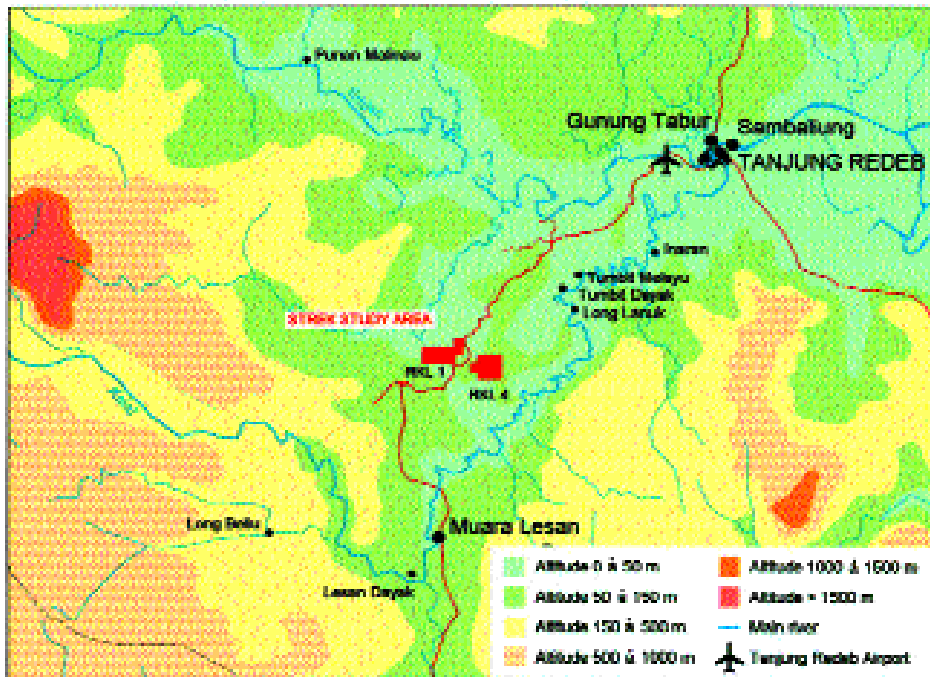 Punan Malinau
Gunung Tabur
Sambaliung
TANJUNG REDEB
Inaran
Tumbit Melayu
Tumbit Dayak
Long Lanuk
STREK STUDY AREA
RKL 1
RKL 4
Long
Muara Lesan
Lesan Dayak
Altitude 0 à 50 m
Altitude 50 à 150 m
Altitude 150 à 500 m
Altitude 500 à 1000 m
Altitude 1000 à 1500 m
Altitude > 1500 m
Main river
Tanjung Redeb Airport